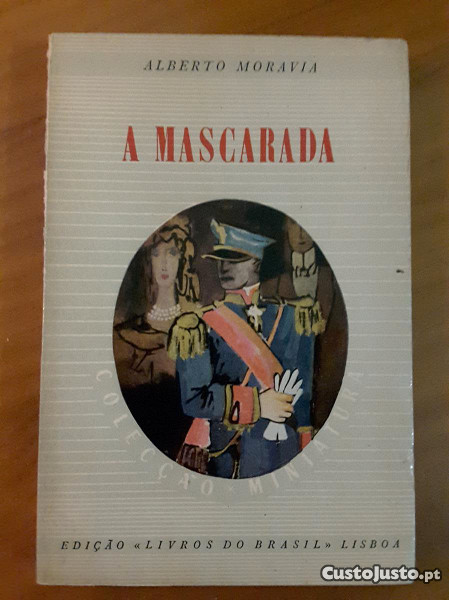 ALBERTO MORAVIA
A MASCARADA
COLECÇÃO · MINIATURA
EDIÇÃO «LIVROS DO BRASIL» LISBOA
CustoJusto.pt